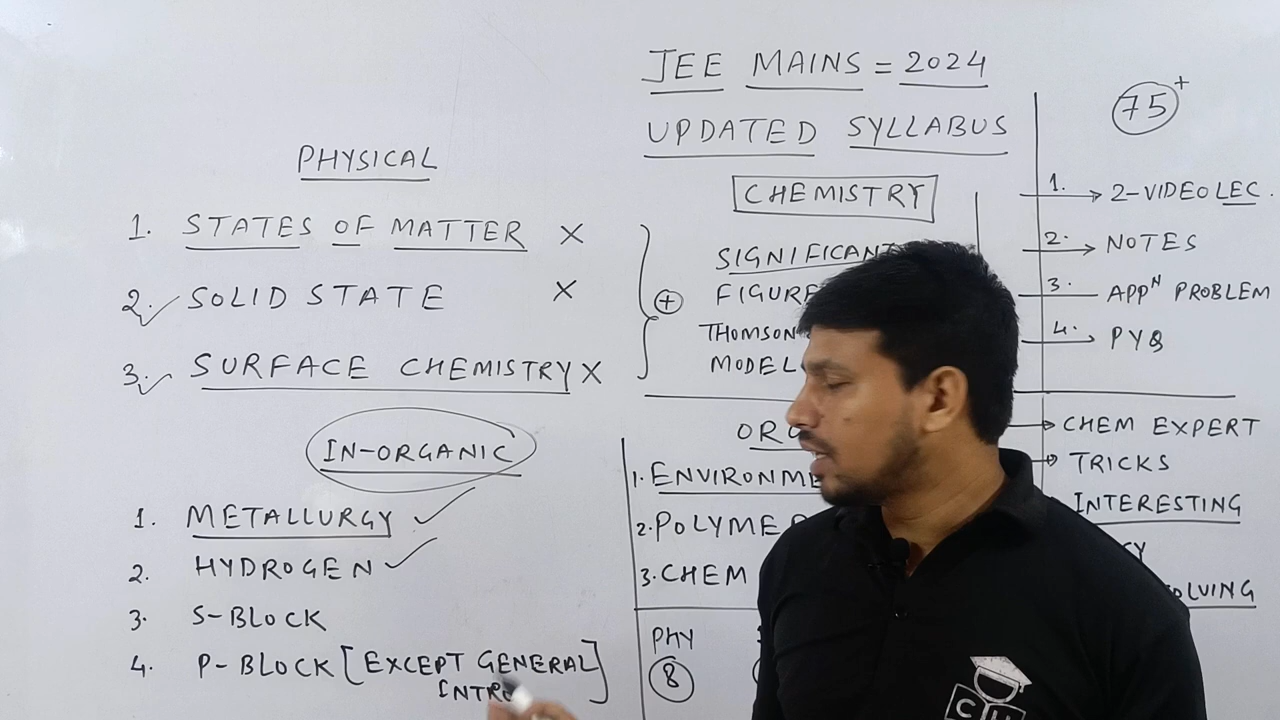 JEE MAINS = 2024
UPDATED SYLLABUS
CHEMISTRY
PHYSICAL
1. STATES OF MATTER X
2. SOLID STATE X
3. SURFACE CHEMISTRY X
+
SIGNIFICANT
FIGURE
THOMSON
MODEL
75+
1. 2-VIDEO LEC.
2. NOTES
3. APPN PROBLEM
4. PYQ
IN-ORGANIC
1. METALLURGY
2. HYDROGEN
3. S-BLOCK
4. P-BLOCK [EXCEPT GENERAL
INTRO]
1. ENVIRONME
2. POLYME
3. CHEM
PHY
8
CHEM EXPERT
TRICKS
INTERESTING